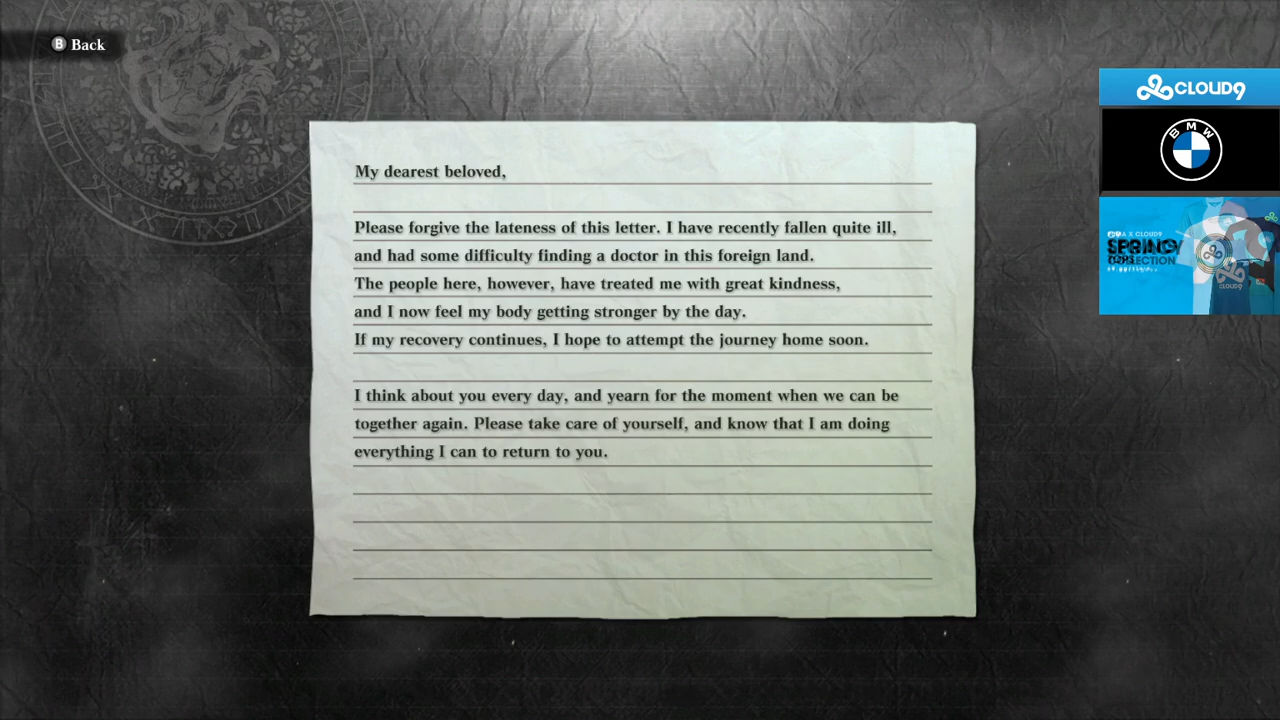 B Back
My dearest beloved,
Please forgive the lateness of this letter. I have recently fallen quite ill,
and had some difficulty finding a doctor in this foreign land.
The people here, however, have treated me with great kindness,
and I now feel my body getting stronger by the day.
If my recovery continues, I hope to attempt the journey home soon.
I think about you every day, and yearn for the moment when we can be
together again. Please take care of yourself, and know that I am doing
everything I can to return to you.
CLOUD9
BMW
X CLOUD9
COLLECTION
CLOUD9